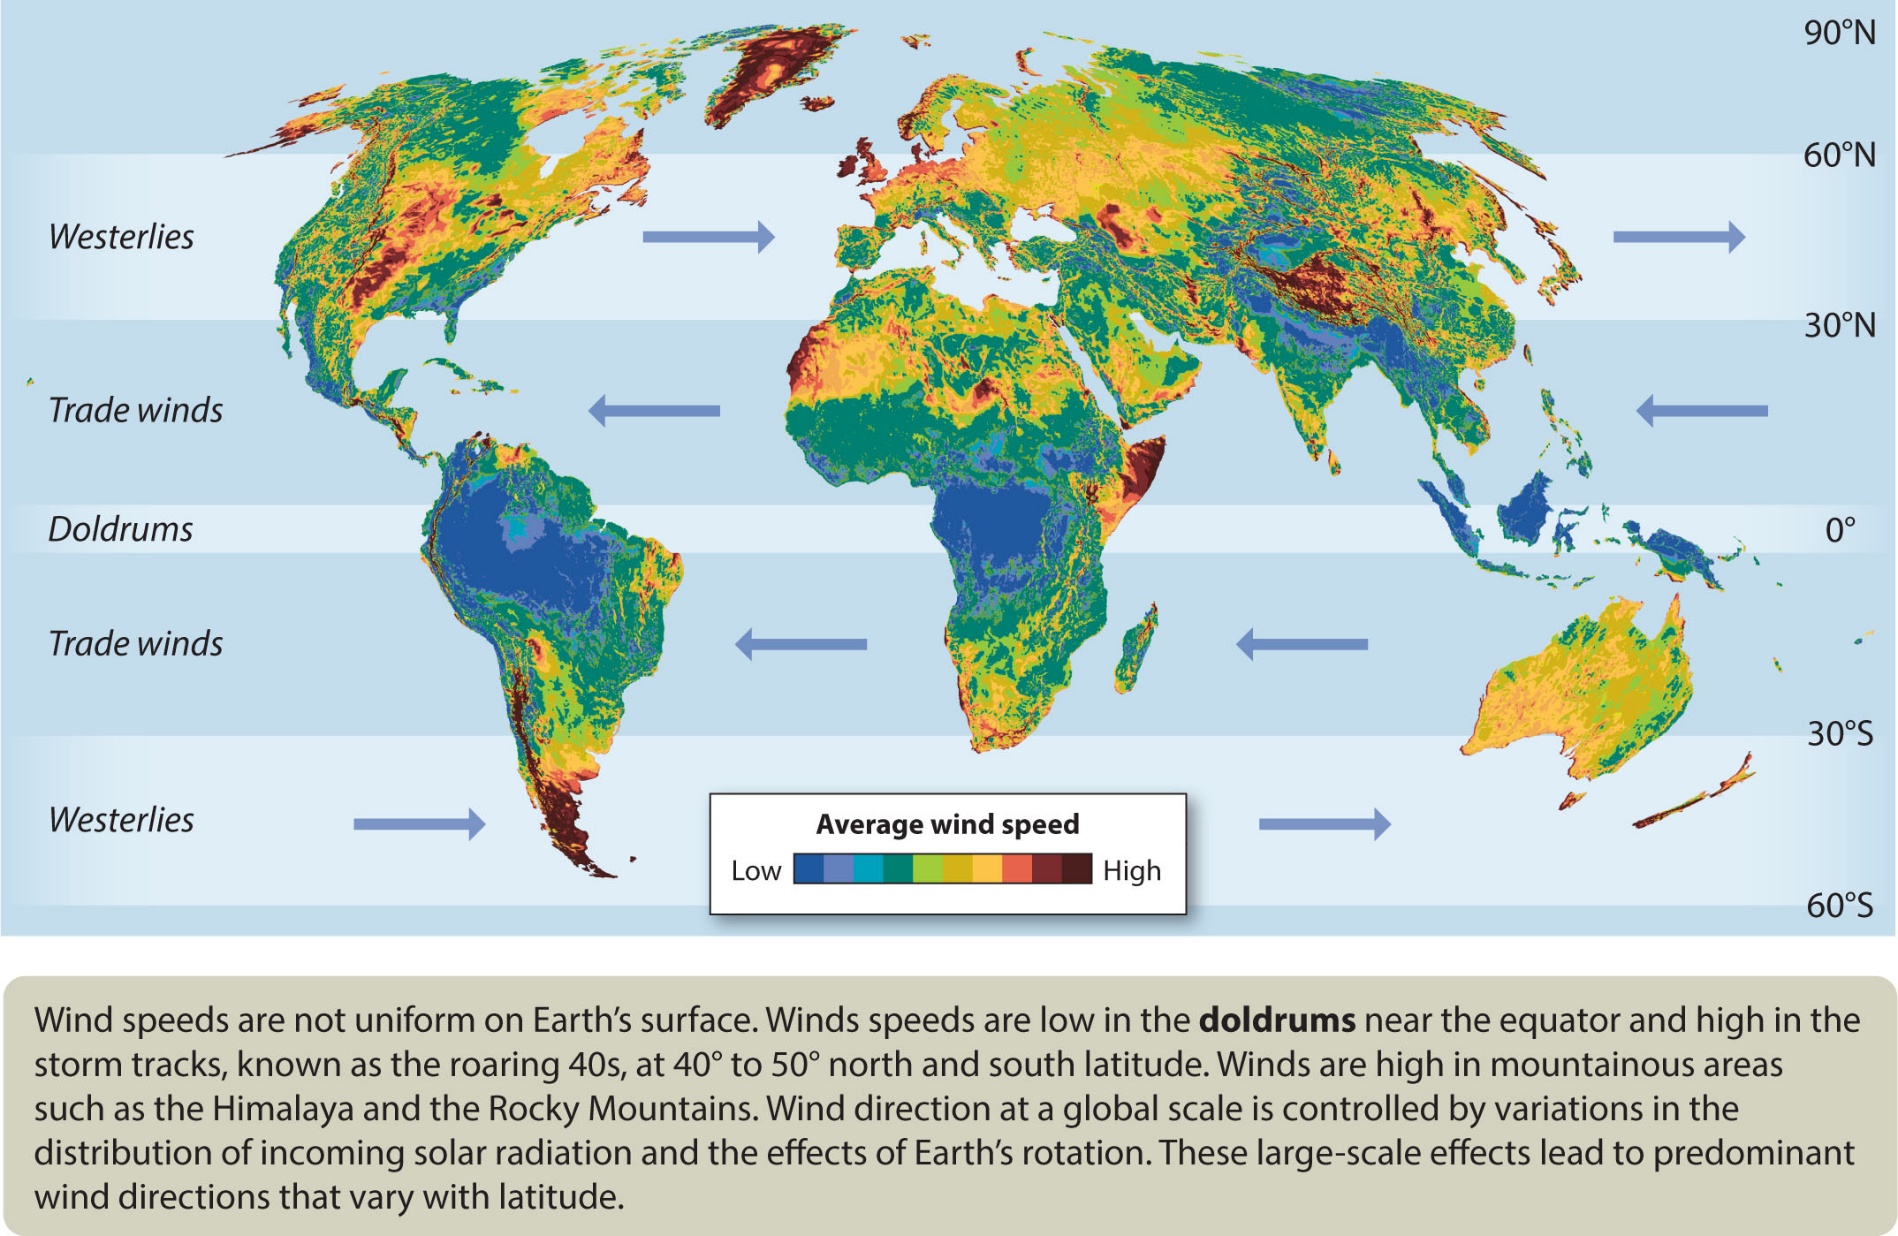 90°N
60°N
Westerlies
30°N
Trade winds
Doldrums
0°
Trade winds
30°S
Westerlies
Average wind speed
Low
High
60°S
Wind speeds are not uniform on Earth's surface. Winds speeds are low in the doldrums near the equator and high in the
storm tracks, known as the roaring 40s, at 40° to 50° north and south latitude. Winds are high in mountainous areas
such as the Himalaya and the Rocky Mountains. Wind direction at a global scale is controlled by variations in the
distribution of incoming solar radiation and the effects of Earth's rotation. These large-scale effects lead to predominant
wind directions that vary with latitude.